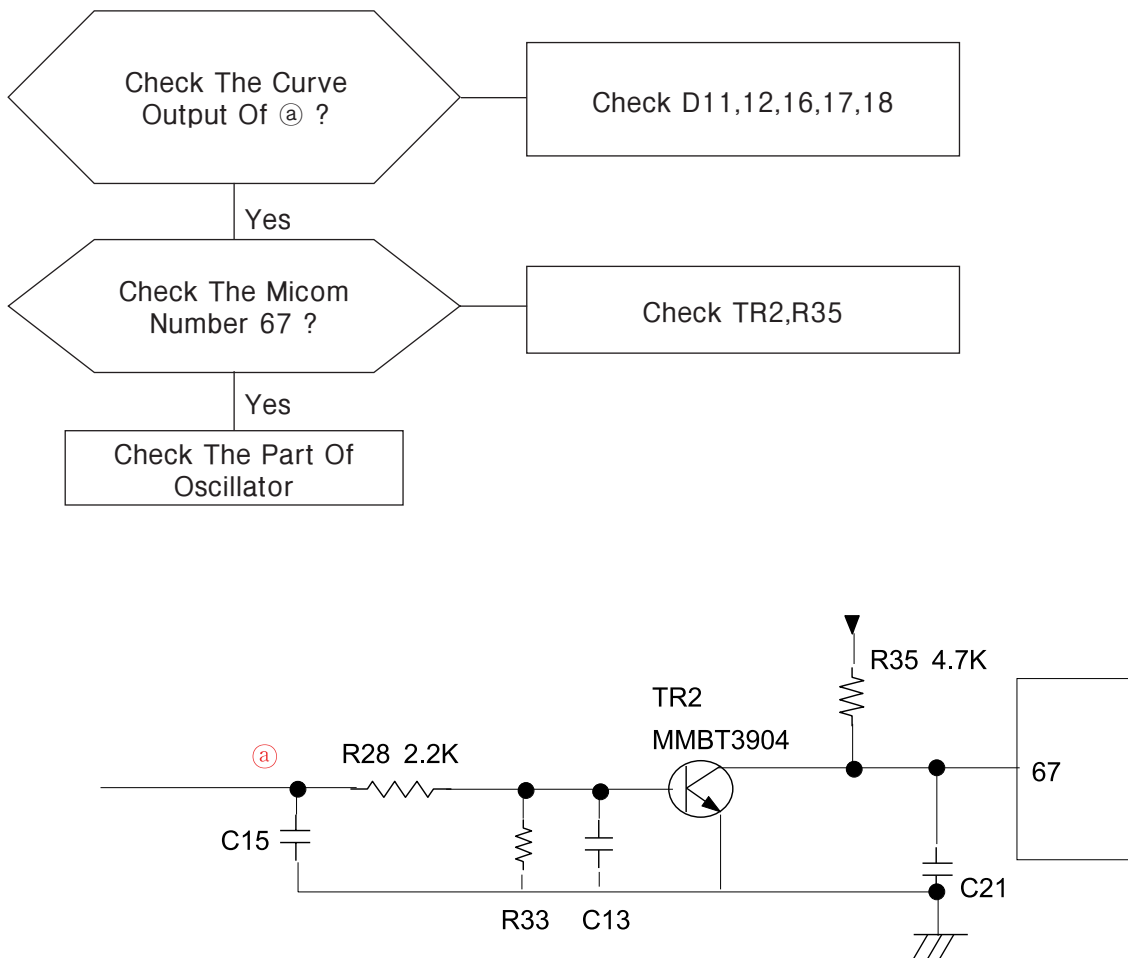 Check The Curve
Output Of ⓐ ?
Check D11,12,16,17,18
Yes
Check The Micom
Number 67 ?
Check TR2,R35
Yes
Check The Part Of
Oscillator
R35 4.7K
TR2
MMBT3904
ⓐ
R28 2.2K
67
C15
C21
R33
C13